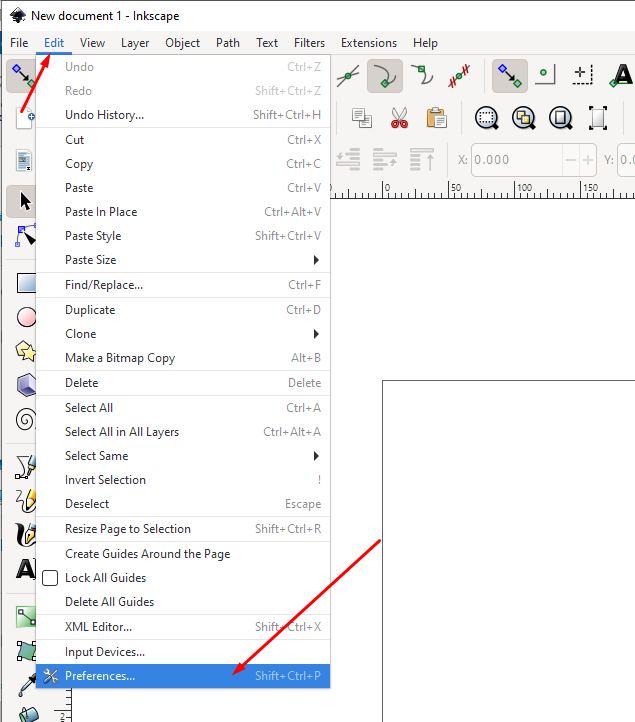 New document 1 - Inkscape
File Edit View Layer Object Path Text Filters Extensions Help
Undo Ctrl+Z
Redo Shift+Ctrl+Z
Undo History... Shift+Ctrl+H
Cut Ctrl+X
Copy Ctrl+C
Paste Ctrl+V
Paste In Place Ctrl+Alt+V
Paste Style Shift+Ctrl+V
Paste Size
Find/Replace... Ctrl+F
Duplicate Ctrl+D
Clone
Make a Bitmap Copy Alt+B
Delete Delete
Select All Ctrl+A
Select All in All Layers Ctrl+Alt+A
Select Same
Invert Selection !
Deselect Escape
Resize Page to Selection Shift+Ctrl+R
Create Guides Around the Page
Lock All Guides
Delete All Guides
XML Editor... Shift+Ctrl+X
Input Devices...
Preferences... Shift+Ctrl+P
X: 0.000 Y: 0.
0 50 100 150
2